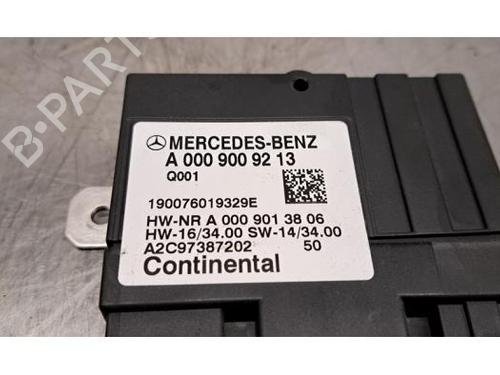 MERCEDES-BENZ
A 000 900 92 13
Q001
190076019329E
HW-NR A 000 901 38 06
HW-16/34.00 SW-14/34.00
A2C97387202 50
Continental
B-PARTS